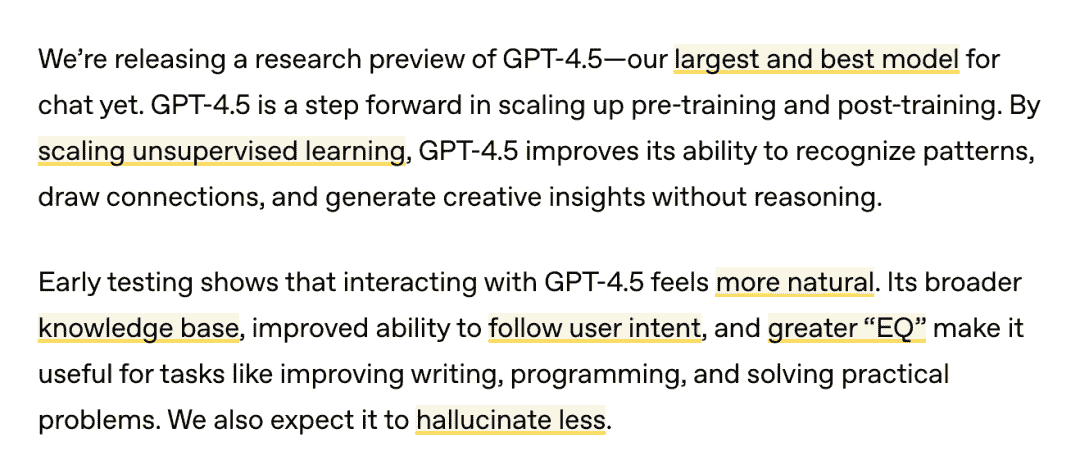 We’re releasing a research preview of GPT-4.5—our largest and best model for
chat yet. GPT-4.5 is a step forward in scaling up pre-training and post-training. By
scaling unsupervised learning, GPT-4.5 improves its ability to recognize patterns,
draw connections, and generate creative insights without reasoning.
Early testing shows that interacting with GPT-4.5 feels more natural. Its broader
knowledge base, improved ability to follow user intent, and greater “EQ” make it
useful for tasks like improving writing, programming, and solving practical
problems. We also expect it to hallucinate less.